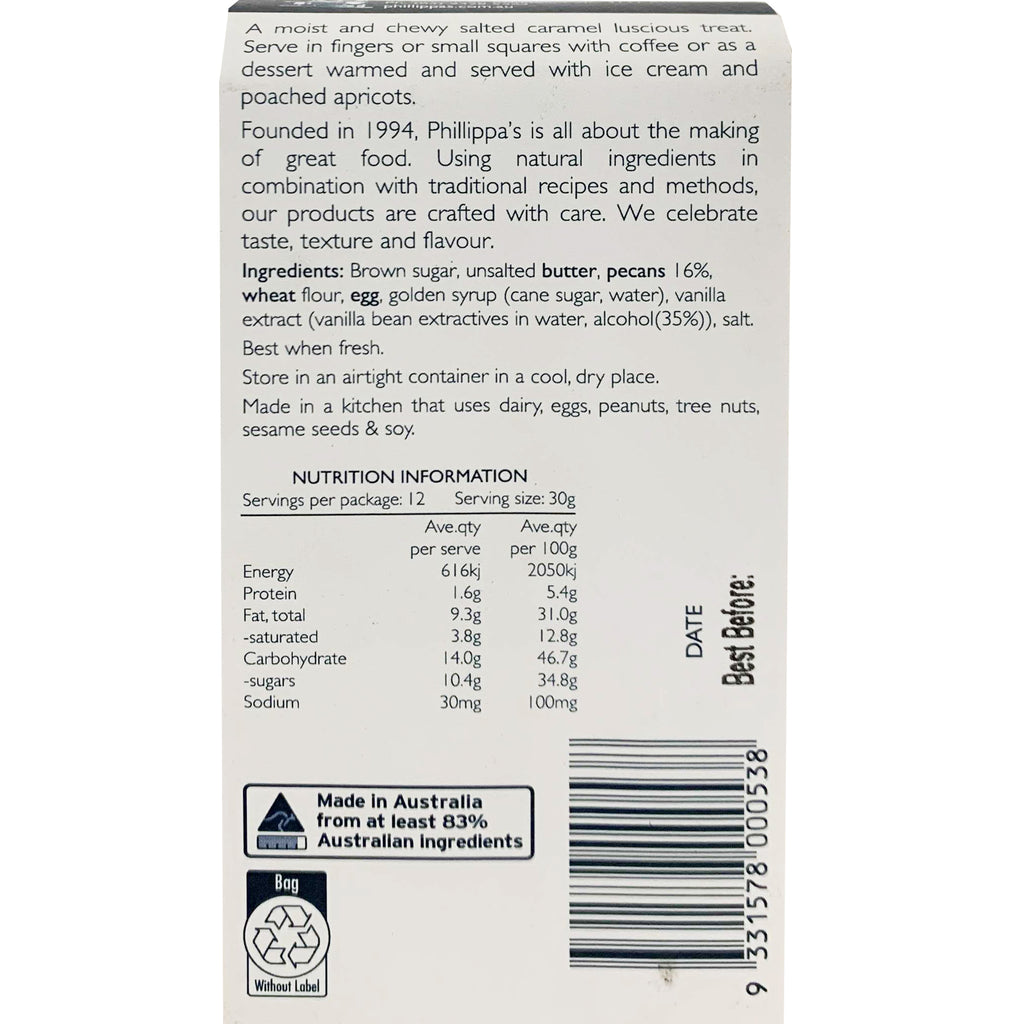 phillippas.com.au
A moist and chewy salted caramel luscious treat.
Serve in fingers or small squares with coffee or as a
dessert warmed and served with ice cream and
poached apricots.
Founded in 1994, Phillippa's is all about the making
of great food. Using natural ingredients in
combination with traditional recipes and methods,
our products are crafted with care. We celebrate
taste, texture and flavour.
Ingredients: Brown sugar, unsalted butter, pecans 16%,
wheat flour, egg, golden syrup (cane sugar, water), vanilla
extract (vanilla bean extractives in water, alcohol(35%)), salt.
Best when fresh.
Store in an airtight container in a cool, dry place.
Made in a kitchen that uses dairy, eggs, peanuts, tree nuts,
sesame seeds & soy.
NUTRITION INFORMATION
Servings per package: 12 Serving size: 30g
Ave.qty Ave.qty
per serve per 100g
Energy 616kj 2050kj
Protein 1.6g 5.4g
Fat, total 9.3g 31.0g
-saturated 3.8g 12.8g
Carbohydrate 14.0g 46.7g
-sugars 10.4g 34.8g
Sodium 30mg 100mg
DATE
Best Before:
Made in Australia
from at least 83%
Australian ingredients
Bag
Without Label
9 331578 000538